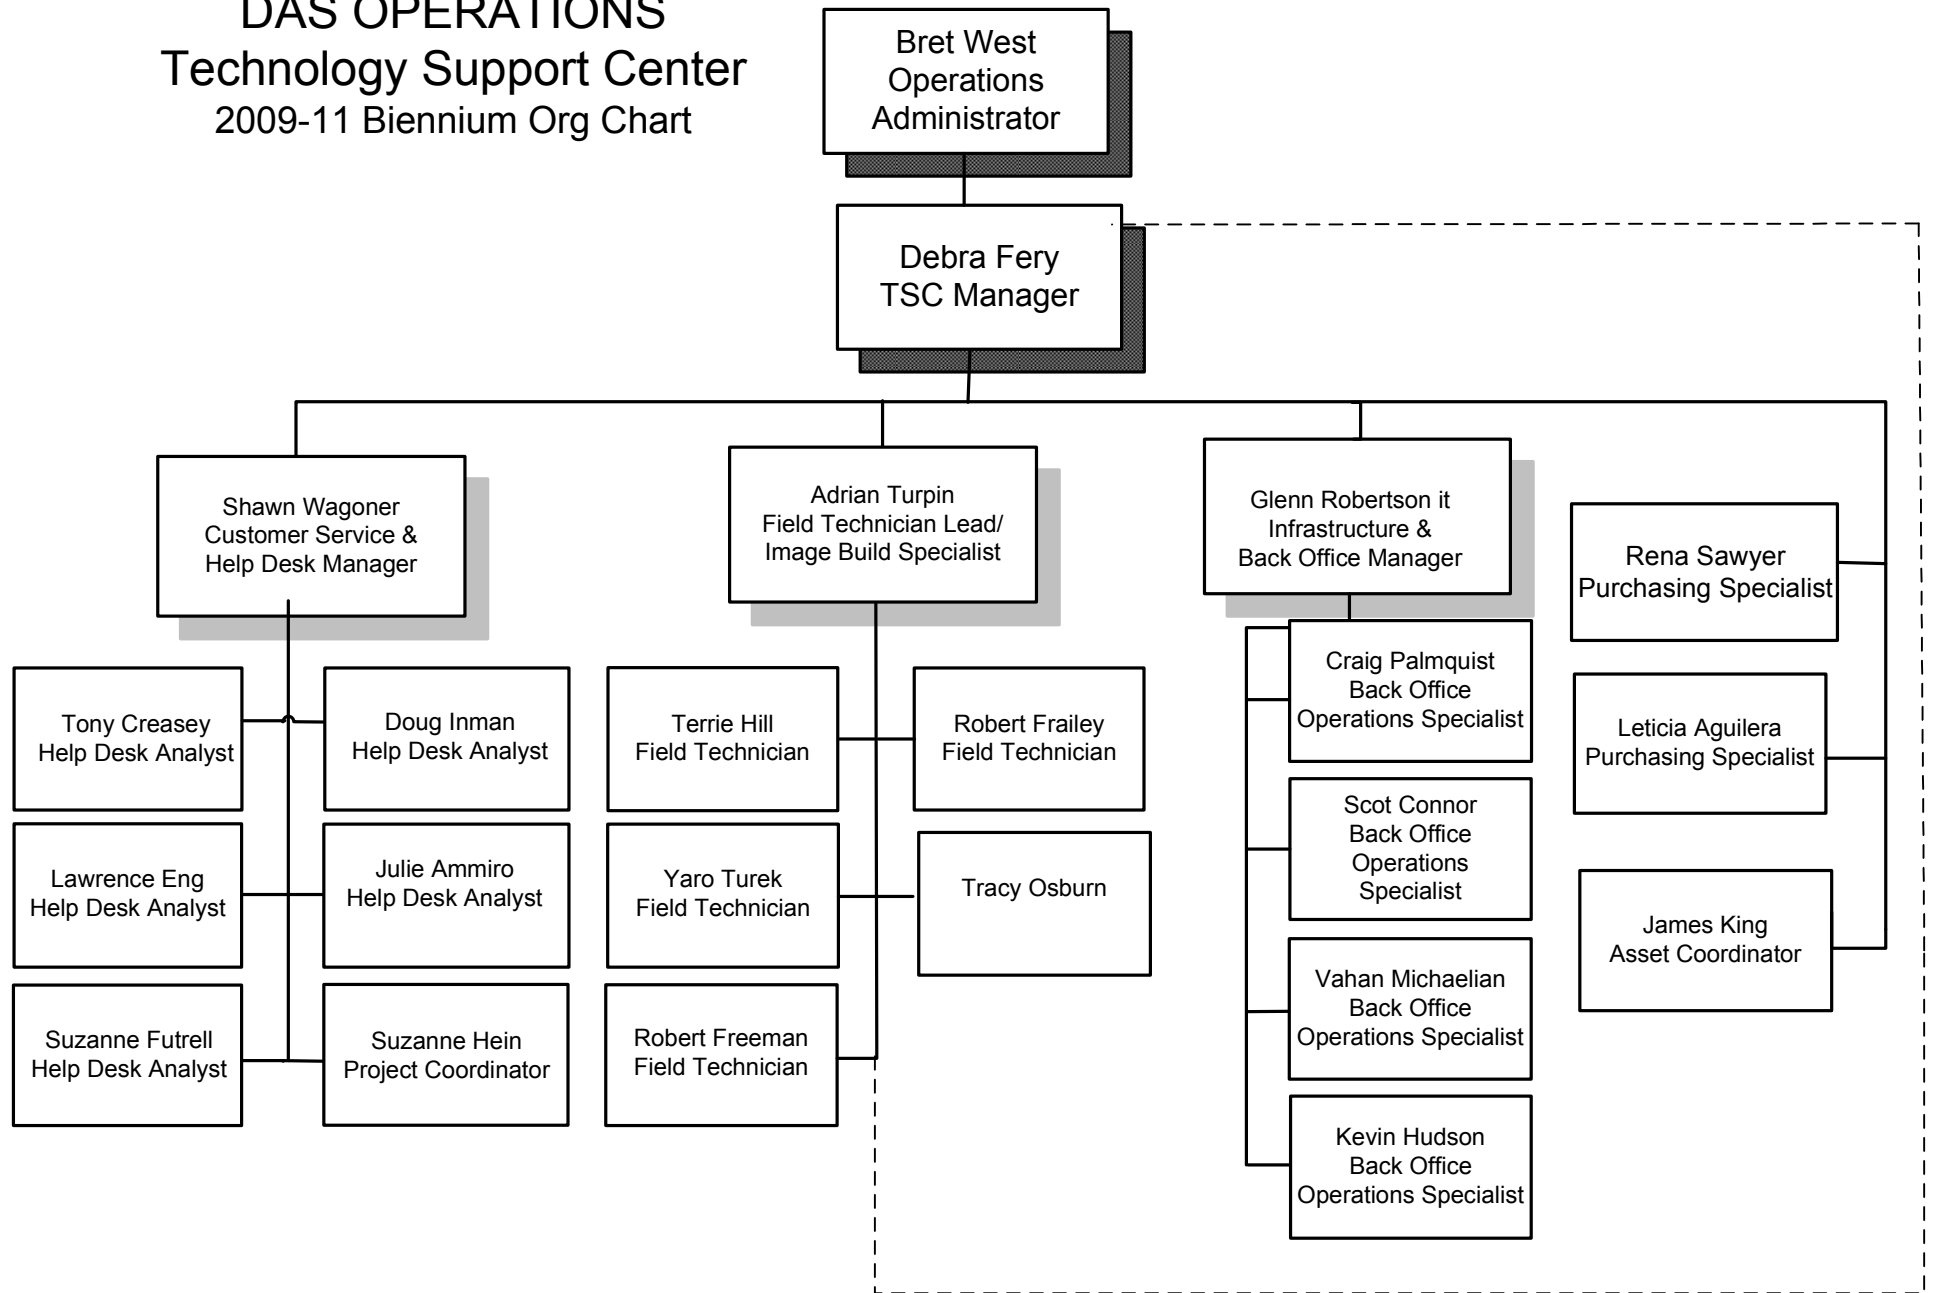 DAS OPERATIONS
Technology Support Center
2009-11 Biennium Org Chart
Bret West
Operations
Administrator
Debra Fery
TSC Manager
Shawn Wagoner
Customer Service &
Help Desk Manager
Adrian Turpin
Field Technician Lead/
Image Build Specialist
Glenn Robertson it
Infrastructure &
Back Office Manager
Rena Sawyer
Purchasing Specialist
Tony Creasey
Help Desk Analyst
Doug Inman
Help Desk Analyst
Lawrence Eng
Help Desk Analyst
Julie Ammiro
Help Desk Analyst
Suzanne Futrell
Help Desk Analyst
Suzanne Hein
Project Coordinator
Terrie Hill
Field Technician
Robert Frailey
Field Technician
Yaro Turek
Field Technician
Tracy Osburn
Robert Freeman
Field Technician
Craig Palmquist
Back Office
Operations Specialist
Scot Connor
Back Office
Operations
Specialist
Vahan Michaelian
Back Office
Operations Specialist
Kevin Hudson
Back Office
Operations Specialist
Leticia Aguilera
Purchasing Specialist
James King
Asset Coordinator